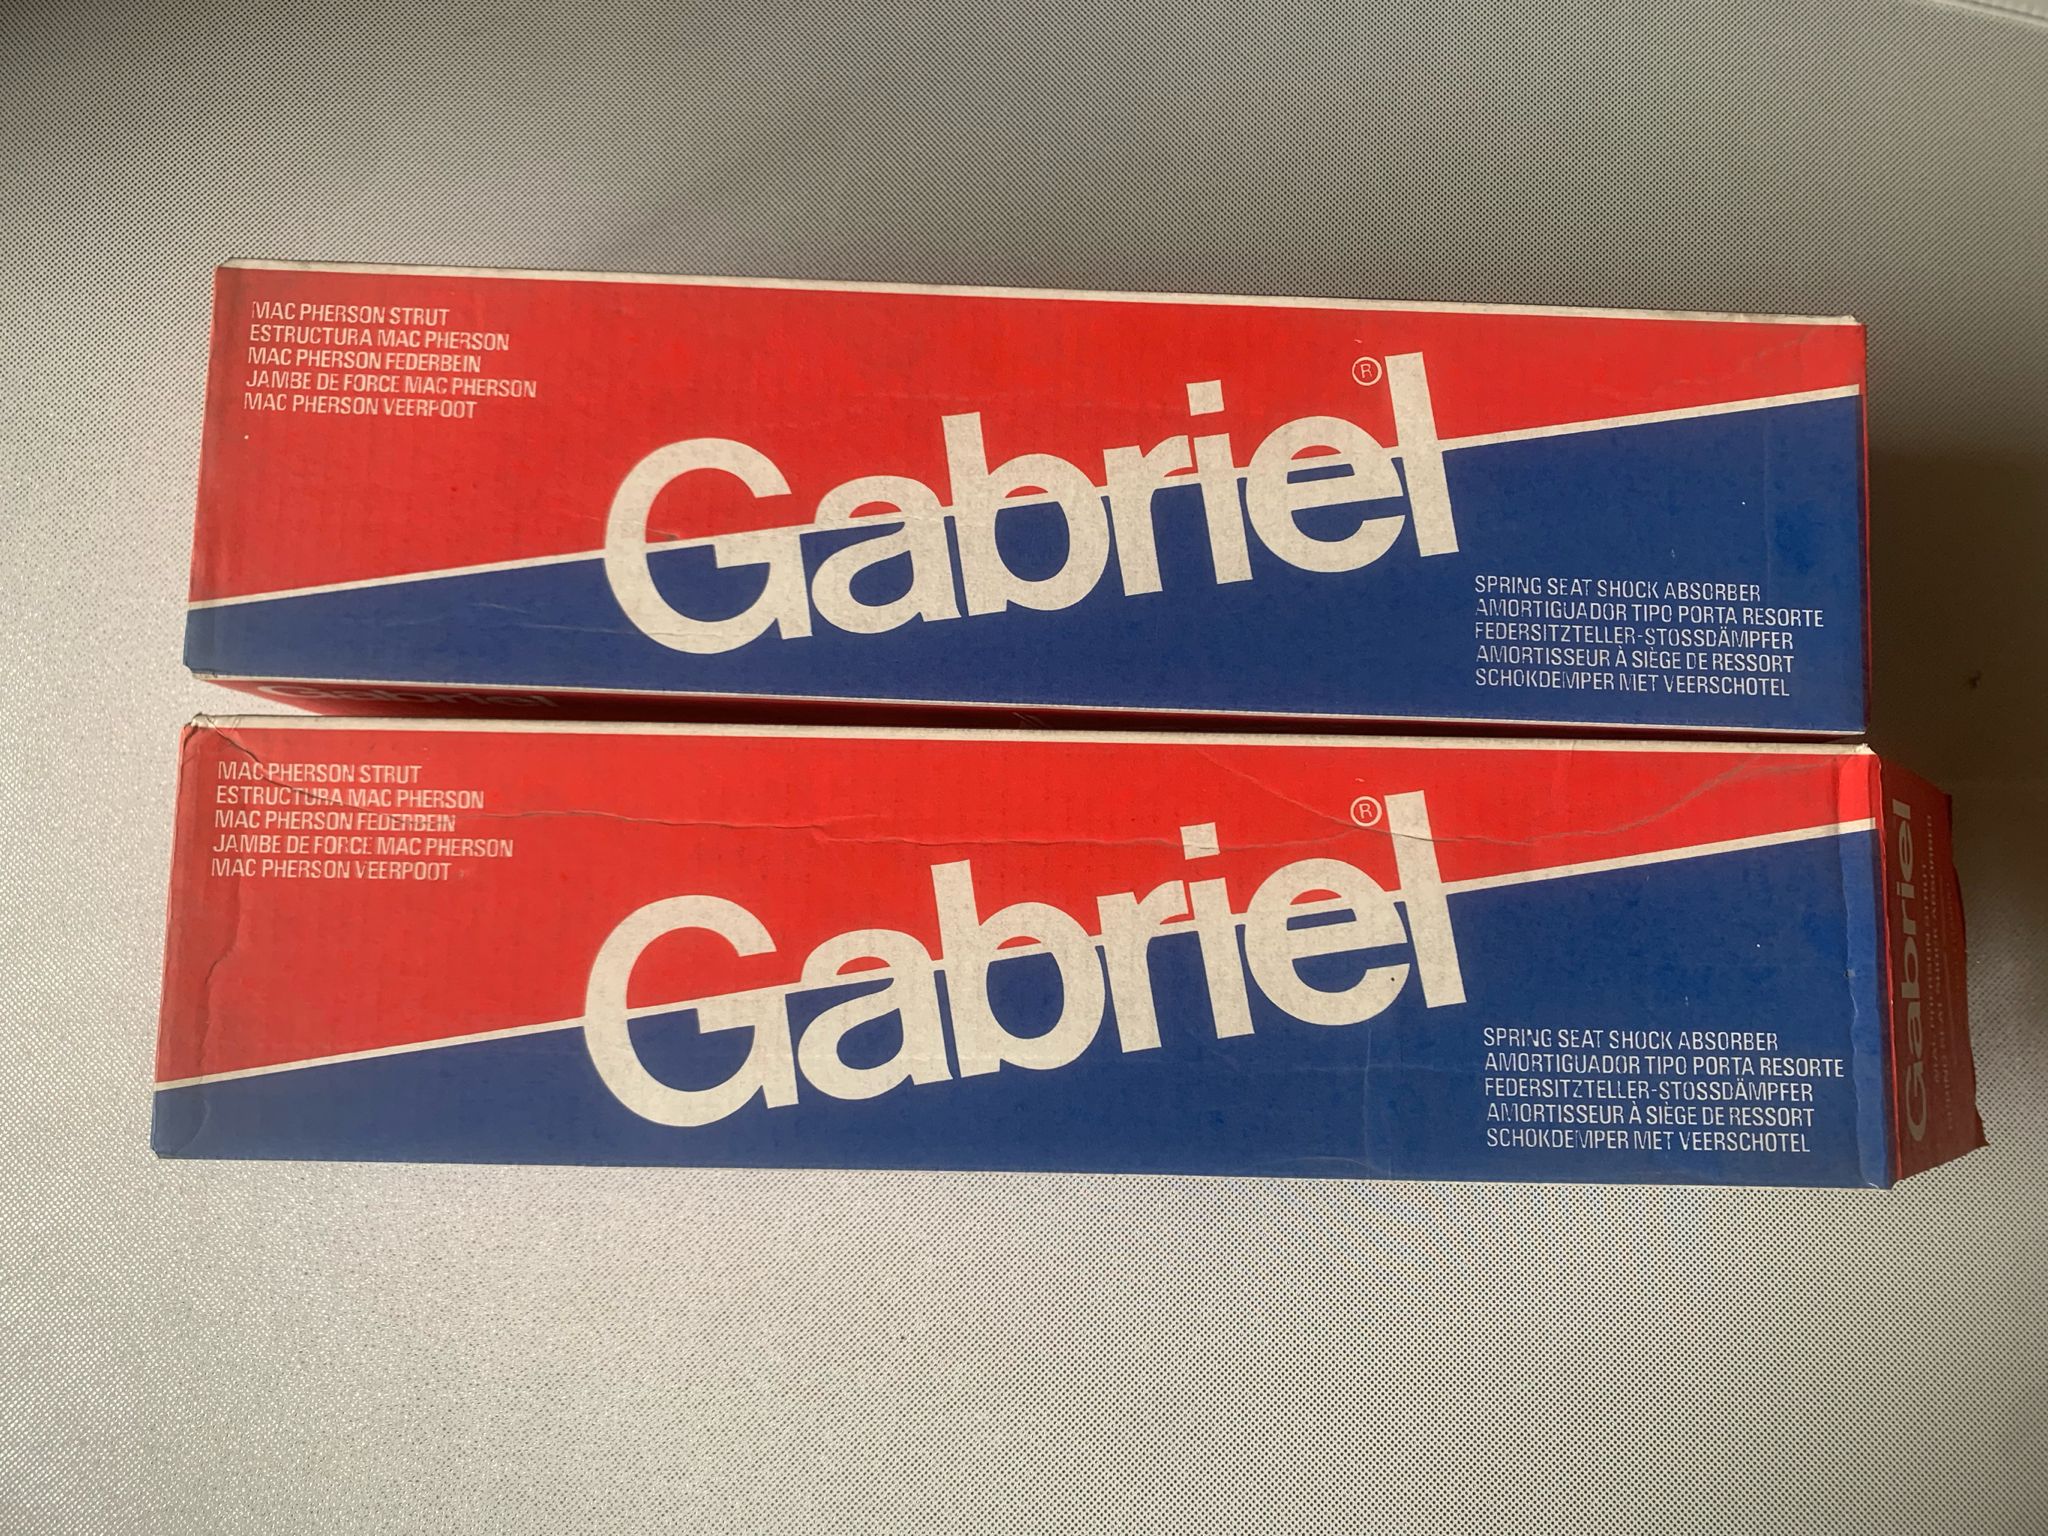 MAC PHERSON STRUT
ESTRUCTURA MAC PHERSON
MAC PHERSON FEDERBEIN
JAMBE DE FORCE MAC PHERSON
MAC PHERSON VEERPOOT
Gabriel®
SPRING SEAT SHOCK ABSORBER
AMORTIGUADOR TIPO PORTA RESORTE
FEDERSITZTELLER-STOSSDÄMPFER
AMORTISSEUR À SIÈGE DE RESSORT
SCHOKDEMPER MET VEERSCHOTEL
Gabriel
MAC PHERSON STRUT
ESTRUCTURA MAC PHERSON
MAC PHERSON FEDERBEIN
JAMBE DE FORCE MAC PHERSON
MAC PHERSON VEERPOOT
Gabriel®
SPRING SEAT SHOCK ABSORBER
AMORTIGUADOR TIPO PORTA RESORTE
FEDERSITZTELLER-STOSSDÄMPFER
AMORTISSEUR À SIÈGE DE RESSORT
SCHOKDEMPER MET VEERSCHOTEL
Gabriel